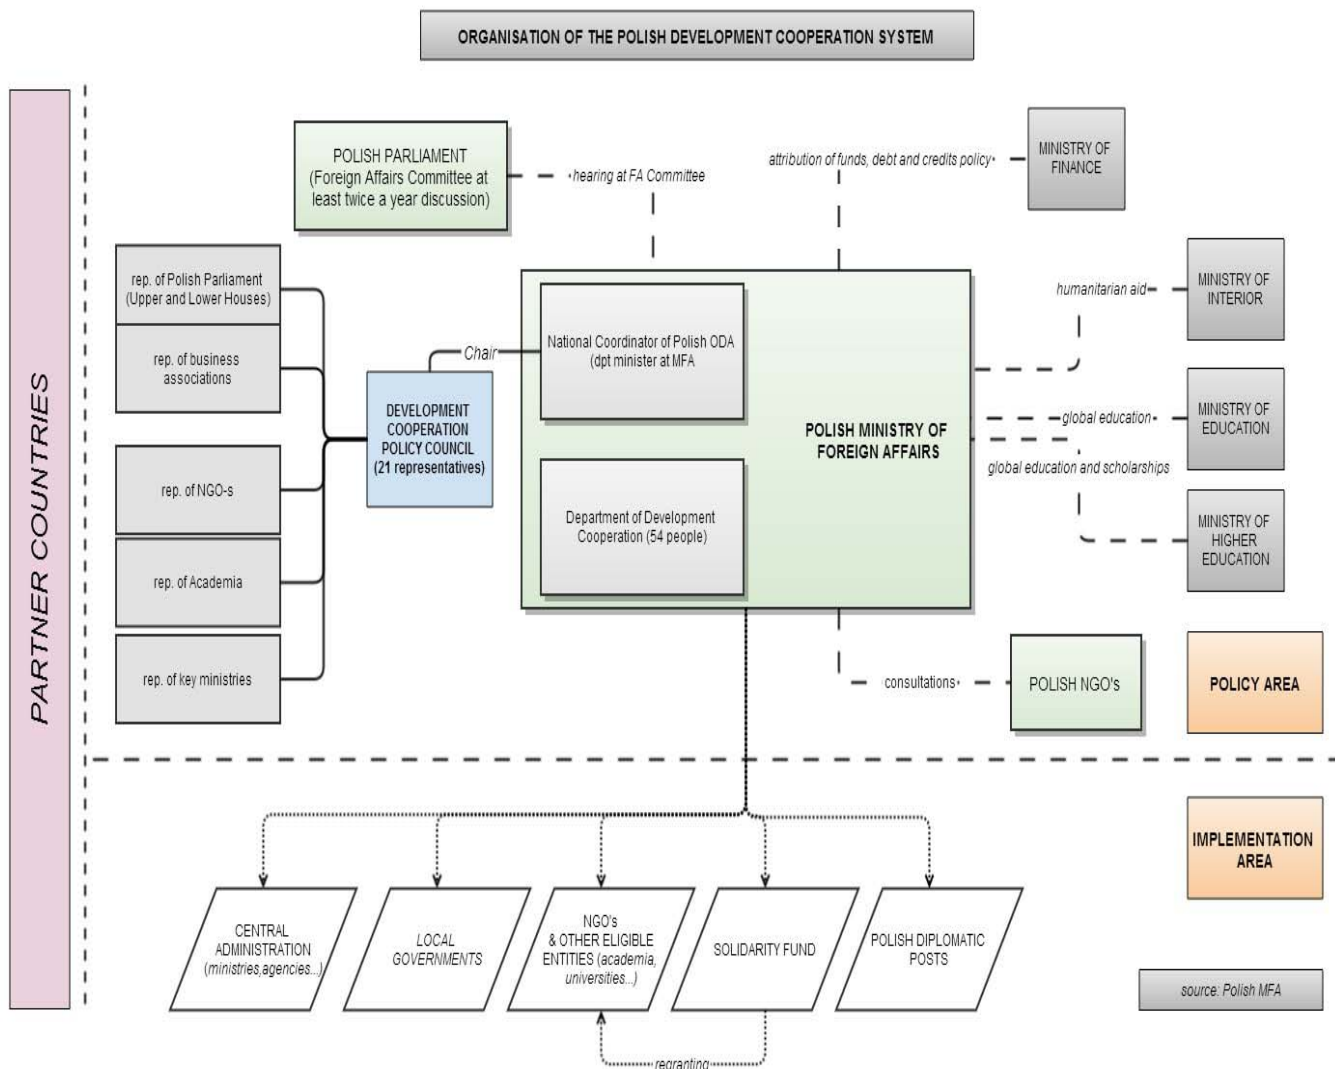 ORGANISATION OF THE POLISH DEVELOPMENT COOPERATION SYSTEM
PARTNER COUNTRIES
POLISH PARLIAMENT
(Foreign Affairs Committee at
least twice a year discussion)
hearing at FA Committee
attribution of funds, debt and credits policy
MINISTRY OF
FINANCE
rep. of Polish Parliament
(Upper and Lower Houses)
rep. of business
associations
rep. of NGO-s
rep. of Academia
rep. of key ministries
DEVELOPMENT
COOPERATION
POLICY COUNCIL
(21 representatives)
Chair
National Coordinator of Polish ODA
(dpt minister at MFA
Department of Development
Cooperation (54 people)
POLISH MINISTRY OF
FOREIGN AFFAIRS
humanitarian aid
MINISTRY OF
INTERIOR
global education
MINISTRY OF
EDUCATION
global education and scholarships
MINISTRY OF
HIGHER
EDUCATION
consultations
POLISH NGO's
POLICY AREA
IMPLEMENTATION
AREA
CENTRAL
ADMINISTRATION
(ministries,agencies...)
LOCAL
GOVERNMENTS
NGO's
& OTHER ELIGIBLE
ENTITIES (academia,
universities...)
SOLIDARITY FUND
POLISH DIPLOMATIC
POSTS
regranting
source: Polish MFA